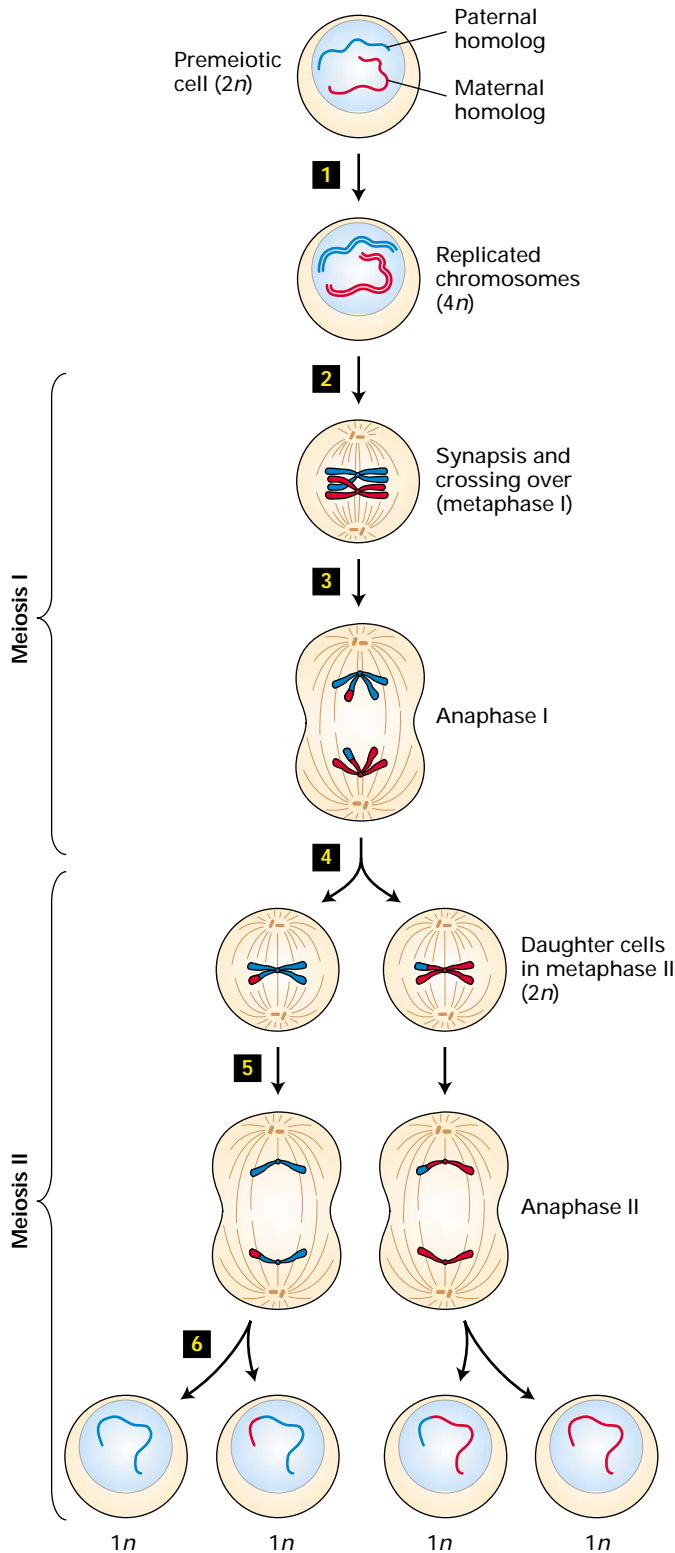 Paternal
homolog
Premeiotic
cell (2n)
Maternal
homolog
1
Replicated
chromosomes
(4n)
2
Synapsis and
crossing over
(metaphase I)
3
Meiosis I
Anaphase I
4
Daughter cells
in metaphase II
(2n)
5
Meiosis II
Anaphase II
6
1n 1n 1n 1n